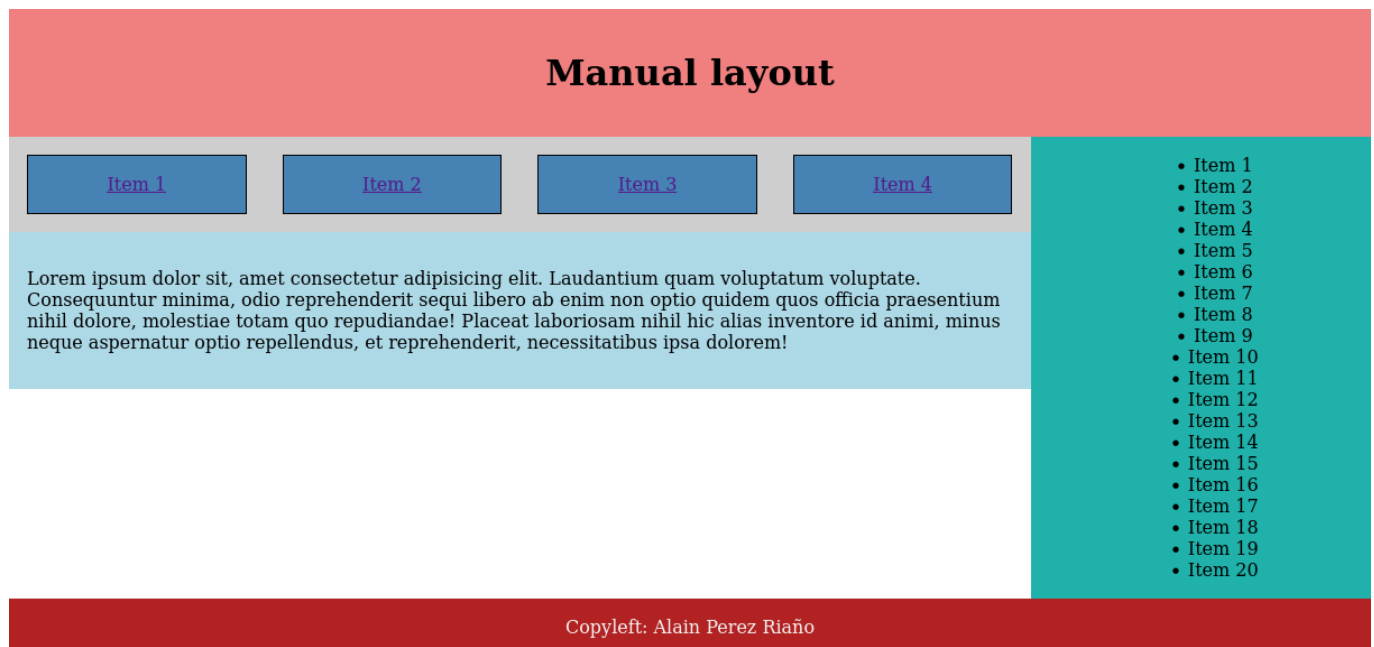 Manual layout
Item 1
Item 2
Item 3
Item 4
Lorem ipsum dolor sit, amet consectetur adipisicing elit. Laudantium quam voluptatum voluptate.
Consequuntur minima, odio reprehenderit sequi libero ab enim non optio quidem quos officia praesentium
nihil dolore, molestiae totam quo repudiandae! Placeat laboriosam nihil hic alias inventore id animi, minus
neque aspernatur optio repellendus, et reprehenderit, necessitatibus ipsa dolorem!
• Item 1
• Item 2
• Item 3
• Item 4
• Item 5
• Item 6
• Item 7
• Item 8
• Item 9
• Item 10
• Item 11
• Item 12
• Item 13
• Item 14
• Item 15
• Item 16
• Item 17
• Item 18
• Item 19
• Item 20
Copyleft: Alain Perez Riaño